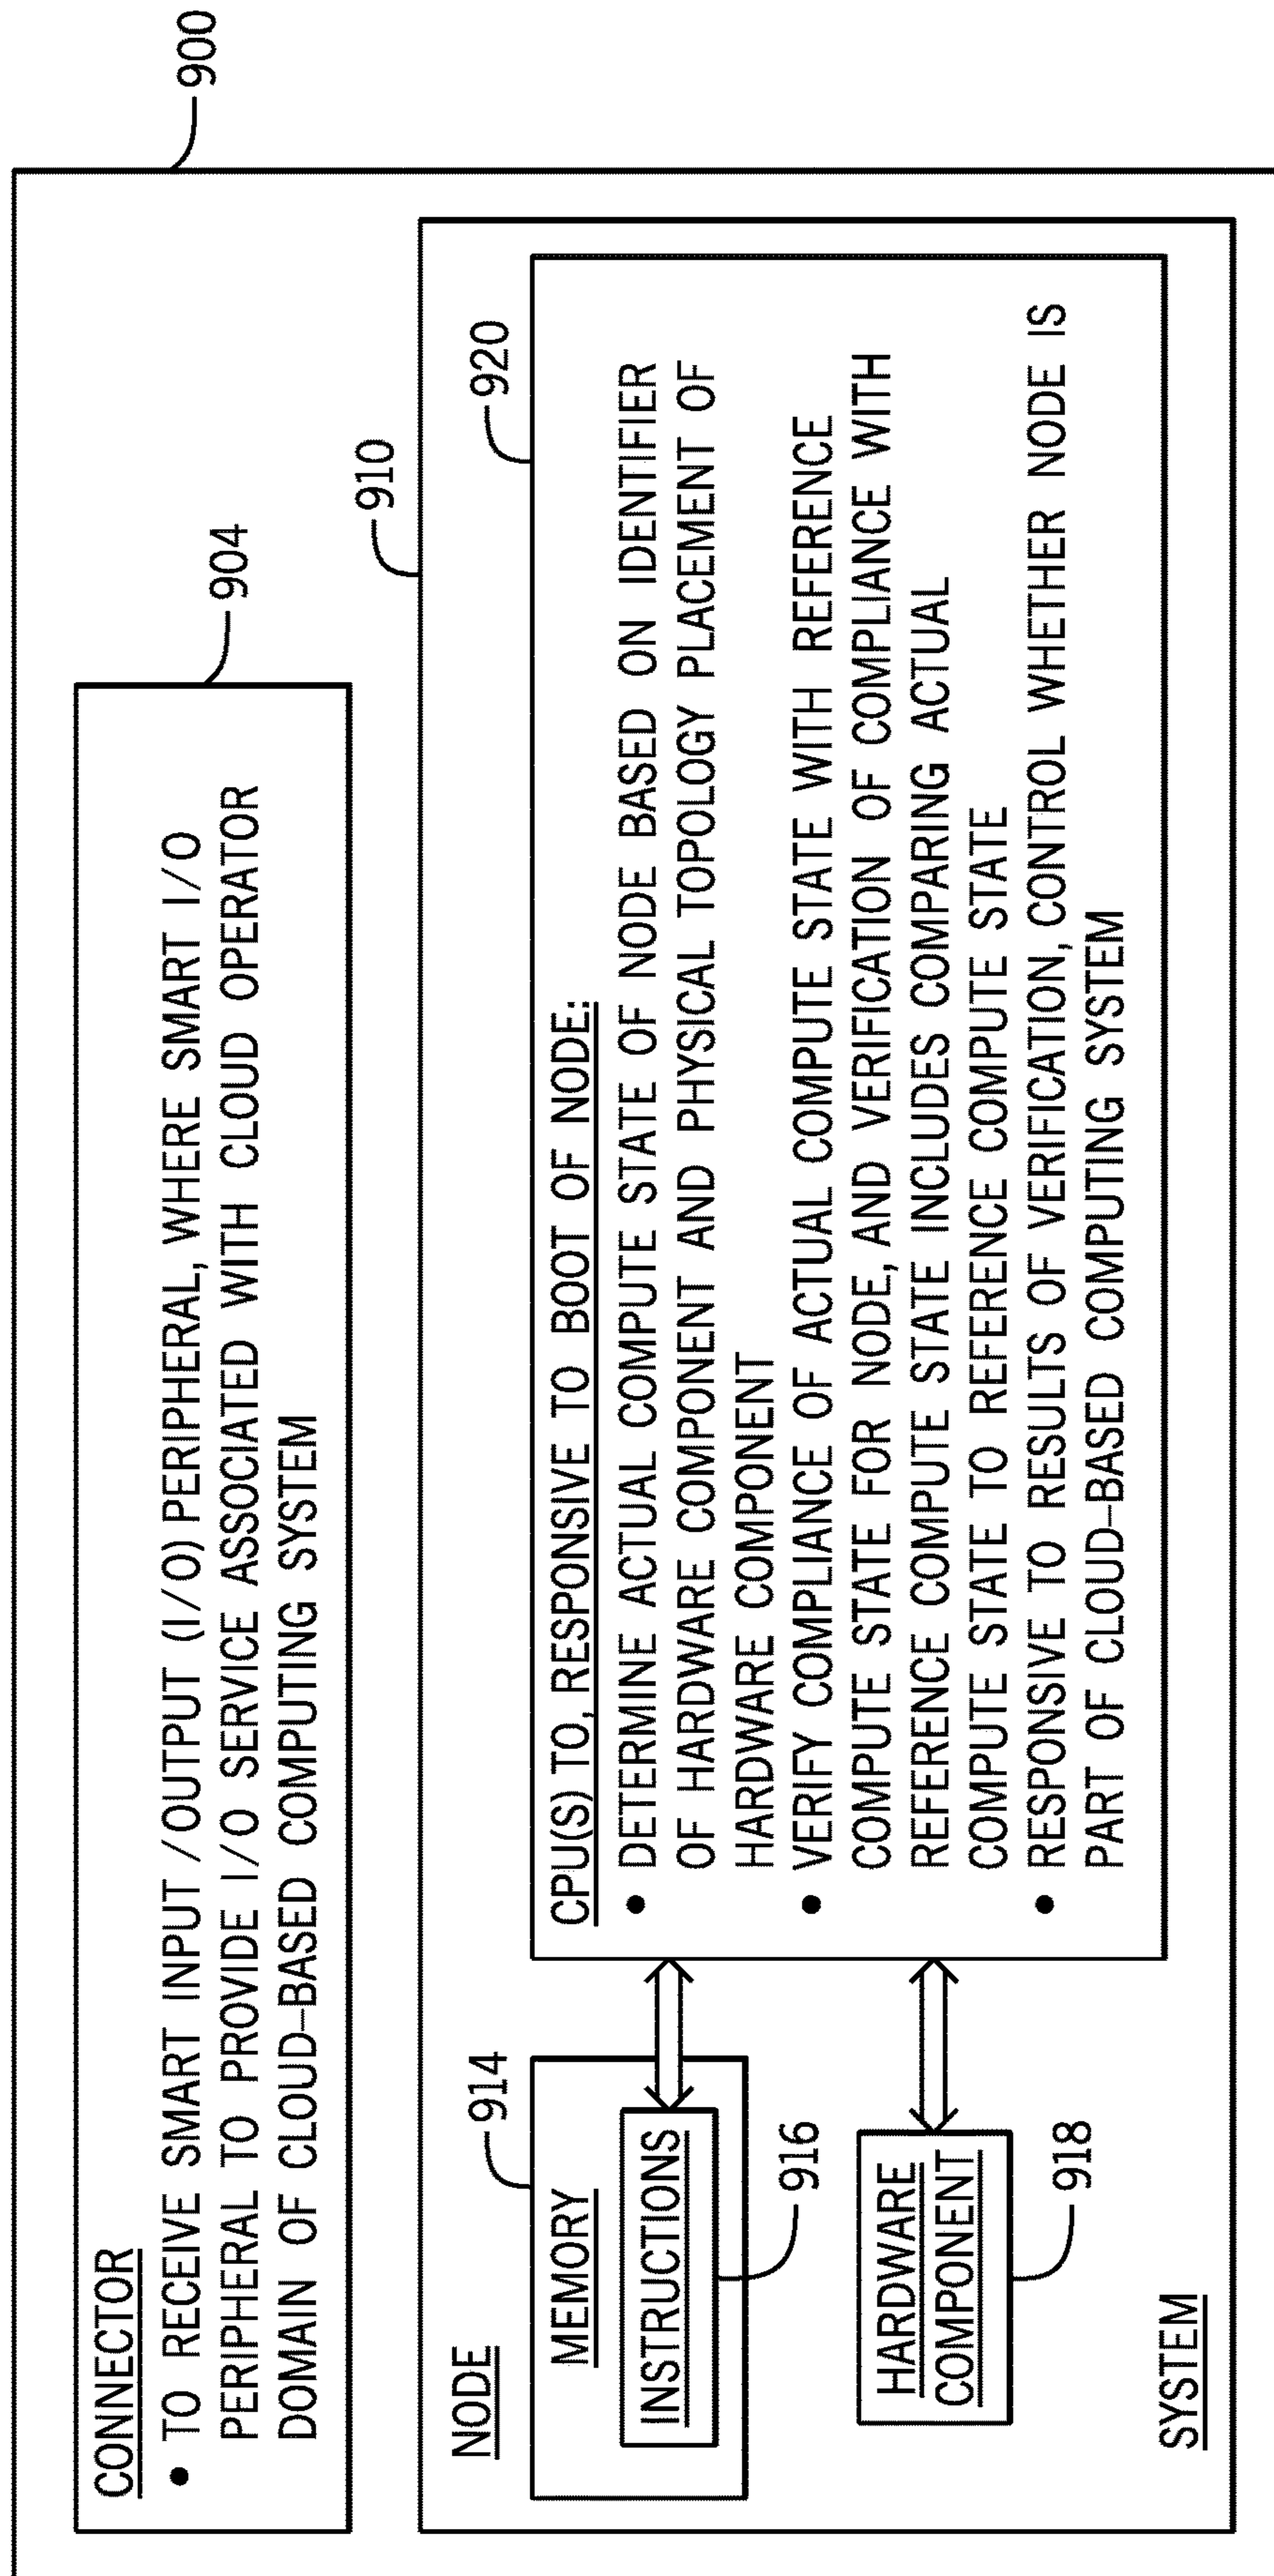 900
CONNECTOR
904
• TO RECEIVE SMART INPUT /OUTPUT (I/O) PERIPHERAL, WHERE SMART I/O
PERIPHERAL TO PROVIDE I/O SERVICE ASSOCIATED WITH CLOUD OPERATOR
DOMAIN OF CLOUD-BASED COMPUTING SYSTEM
910
NODE
914
MEMORY
INSTRUCTIONS
916
HARDWARE
COMPONENT
918
920
CPU(S) TO, RESPONSIVE TO BOOT OF NODE:
• DETERMINE ACTUAL COMPUTE STATE OF NODE BASED ON IDENTIFIER
OF HARDWARE COMPONENT AND PHYSICAL TOPOLOGY PLACEMENT OF
HARDWARE COMPONENT
• VERIFY COMPLIANCE OF ACTUAL COMPUTE STATE WITH REFERENCE
COMPUTE STATE FOR NODE, AND VERIFICATION OF COMPLIANCE WITH
REFERENCE COMPUTE STATE INCLUDES COMPARING ACTUAL
COMPUTE STATE TO REFERENCE COMPUTE STATE
• RESPONSIVE TO RESULTS OF VERIFICATION, CONTROL WHETHER NODE IS
PART OF CLOUD-BASED COMPUTING SYSTEM
SYSTEM